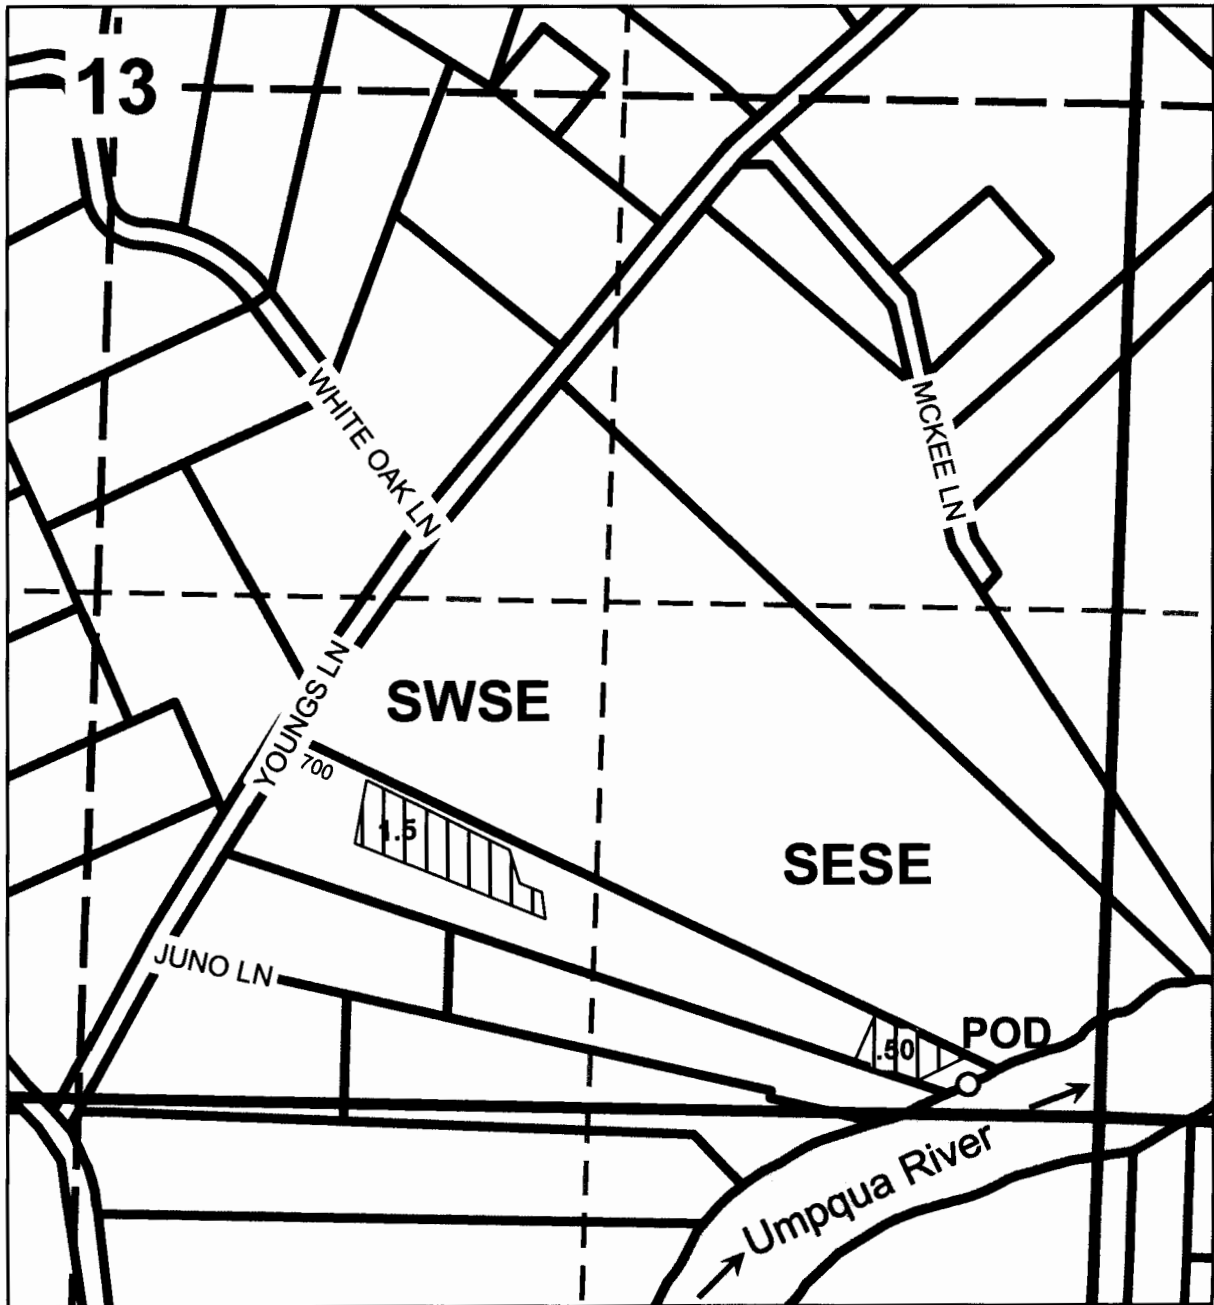 13
WHITE OAK LN
MCKEE LN
YOUNGS LN
SWSE
700
1.5
SESE
JUNO LN
POD
.50
Umpqua River